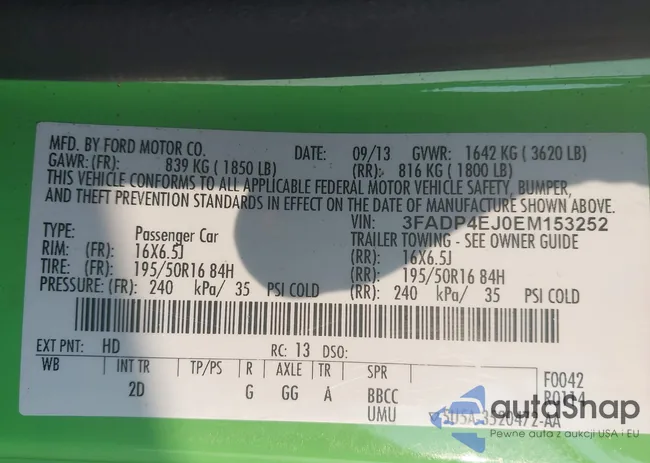 MFD. BY FORD MOTOR CO. DATE: 09/13 GVWR: 1642 KG ( 3620 LB)
GAWR: (FR): 839 KG ( 1850 LB) (RR): 816 KG ( 1800 LB)
THIS VEHICLE CONFORMS TO ALL APPLICABLE FEDERAL MOTOR VEHICLE SAFETY, BUMPER,
AND THEFT PREVENTION STANDARDS IN EFFECT ON THE DATE OF MANUFACTURE SHOWN ABOVE.
VIN: 3FADP4EJ0EM153252
TYPE: Passenger Car TRAILER TOWING - SEE OWNER GUIDE
RIM: (FR): 16X6.5J (RR): 16X6.5J
TIRE: (FR): 195/50R16 84H (RR): 195/50R16 84H
PRESSURE: (FR): 240 kPa/ 35 PSI COLD (RR): 240 kPa/ 35 PSI COLD
EXT PNT: HD RC: 13 DSO:
WB INT TR TP/PS R AXLE TR SPR F0042
2D G GG A BBCC
UMU
autaShap
Pewne auta z aukcji USA i EU